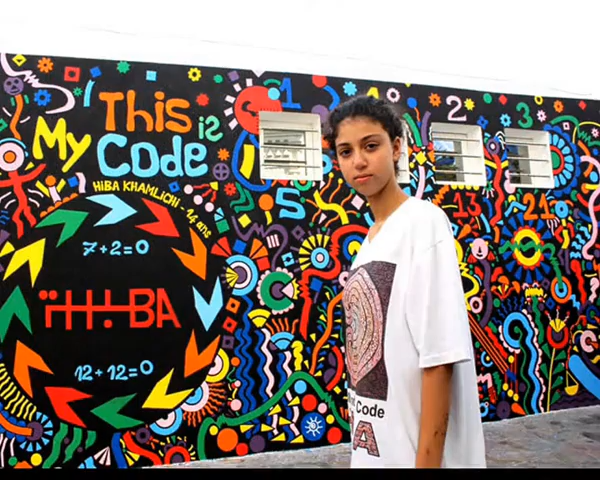 This is
My Code
HIBA KHAMLICHI - 14 ans
7+2=0
12+12=0
1
2
3
5
13
21
Code